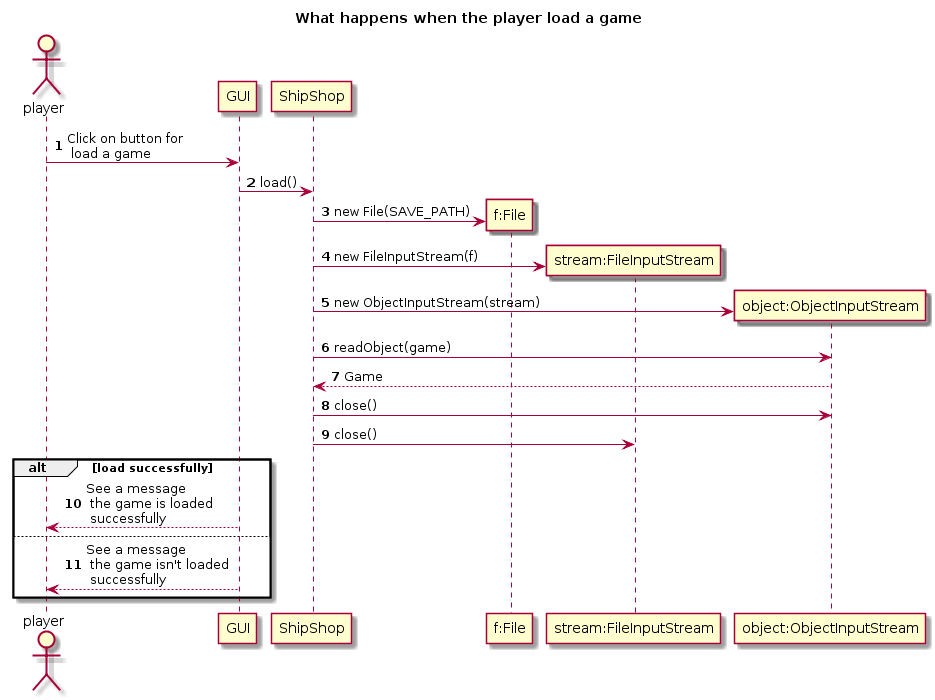 What happens when the player load a game
player
GUI
ShipShop
1 Click on button for
load a game
2 load()
3 new File(SAVE_PATH)
f:File
4 new FileInputStream(f)
stream:FileInputStream
5 new ObjectInputStream(stream)
object:ObjectInputStream
6 readObject(game)
7 Game
8 close()
9 close()
alt [load successfully]
See a message
10 the game is loaded
successfully
See a message
11 the game isn't loaded
successfully
player
GUI
ShipShop
f:File
stream:FileInputStream
object:ObjectInputStream